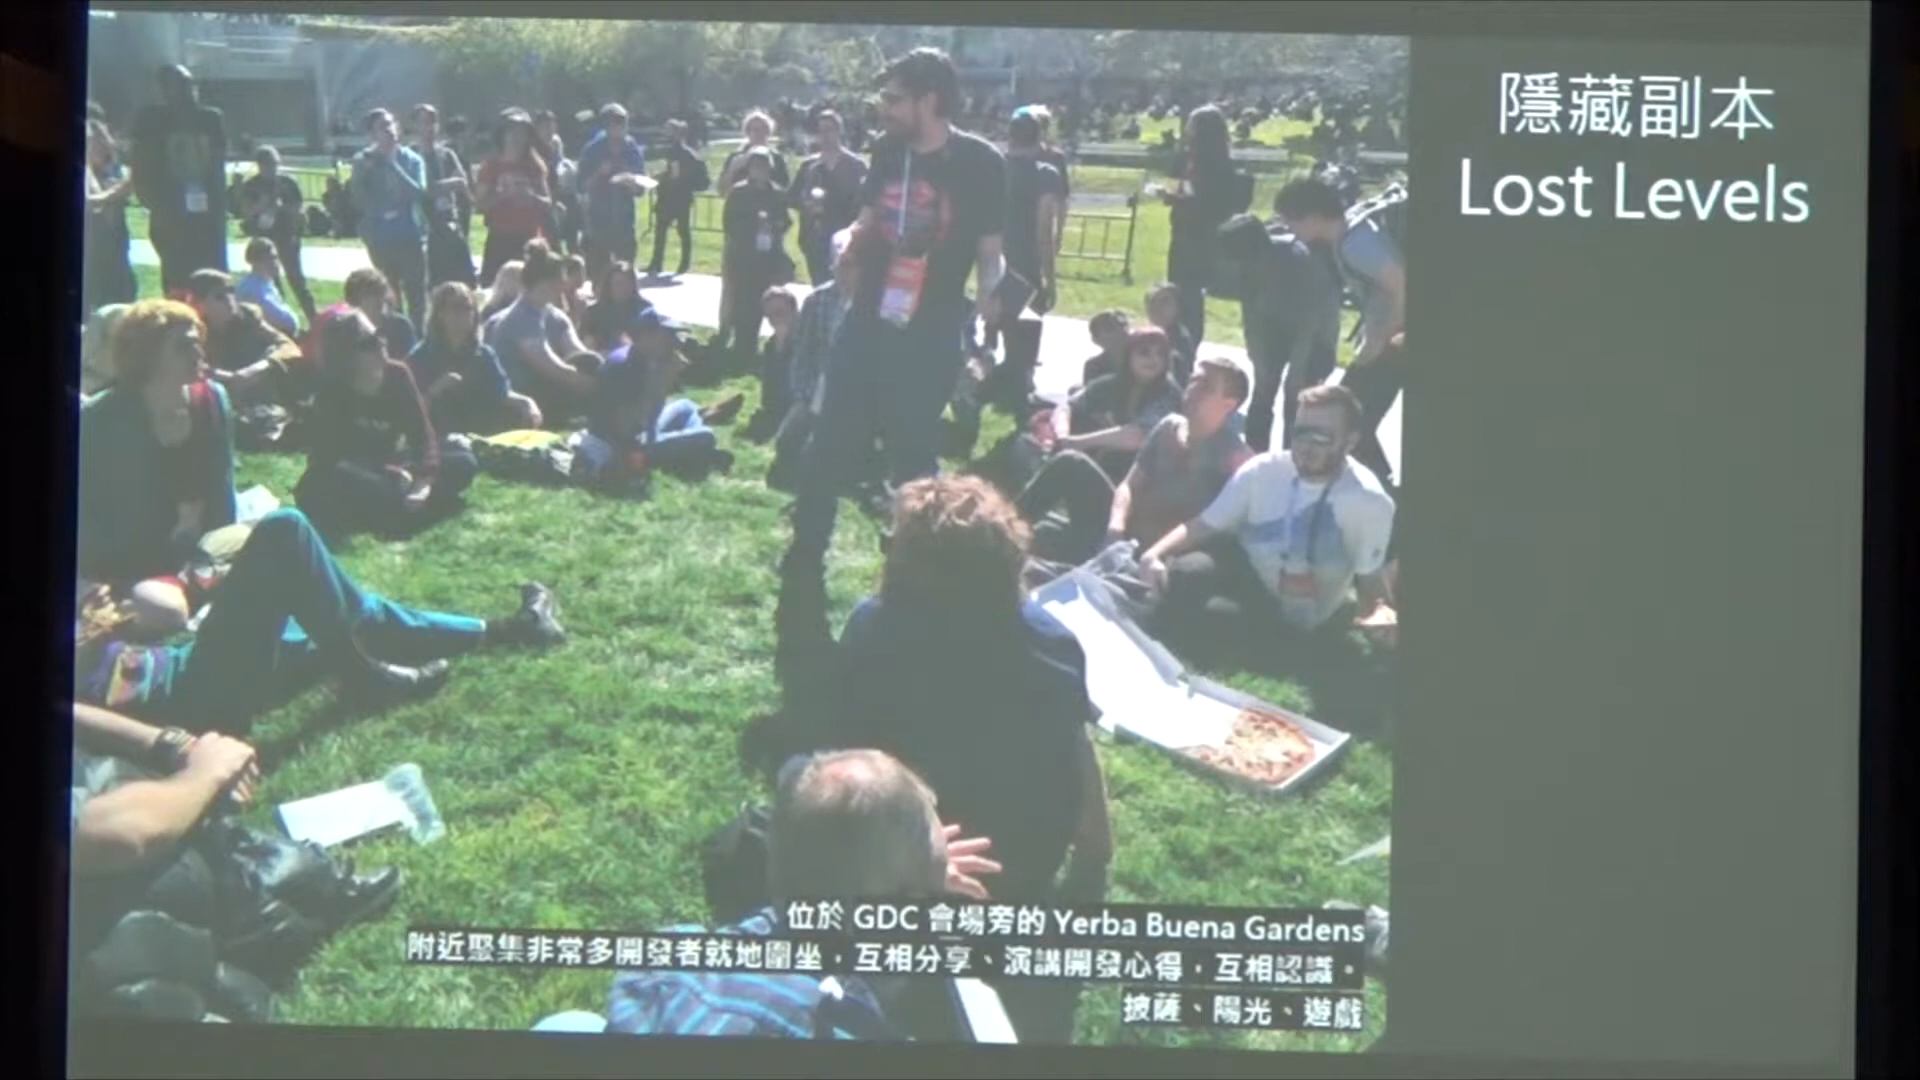 隱藏副本
Lost Levels
位於 GDC 會場旁的 Yerba Buena Gardens
附近聚集非常多開發者就地圍坐，互相分享、演講開發心得，互相認識。
披薩、陽光、遊戲